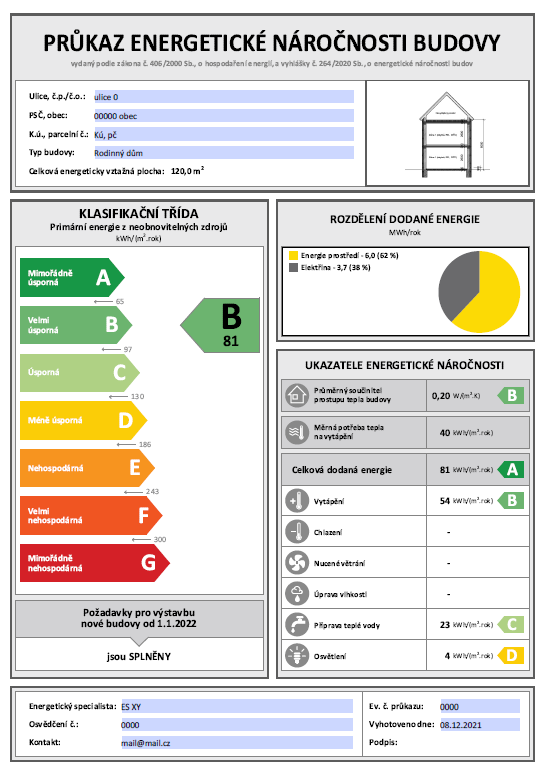 PRŮKAZ ENERGETICKÉ NÁROČNOSTI BUDOVY
vydaný podle zákona č. 406/2000 Sb., o hospodaření energií, a vyhlášky č. 264/2020 Sb., o energetické náročnosti budov
Ulice, č.p./č.o.: ulice 0
PSČ, obec: 00000 obec
K.ú., parcelní č.: Kú, pč
Typ budovy: Rodinný dům
Celková energeticky vztažná plocha: 120,0 m²
KLASIFIKAČNÍ TŘÍDA
Primární energie z neobnovitelných zdrojů
kWh/(m².rok)
Mimořádně úsporná A
65
Velmi úsporná B
97
Úsporná C
130
Méně úsporná D
186
Nehospodárná E
243
Velmi nehospodárná F
300
Mimořádně nehospodárná G
B
81
Požadavky pro výstavbu
nové budovy od 1.1.2022
jsou SPLNĚNY
ROZDĚLENÍ DODANÉ ENERGIE
MWh/rok
Energie prostředí - 6,0 (62 %)
Elektřina - 3,7 (38 %)
UKAZATELE ENERGETICKÉ NÁROČNOSTI
Průměrný součinitel prostupu tepla budovy 0,20 W/(m².K) B
Měrná potřeba tepla na vytápění 40 kWh/(m².rok)
Celková dodaná energie 81 kWh/(m².rok) A
Vytápění 54 kWh/(m².rok) B
Chlazení -
Nucené větrání -
Úprava vlhkosti -
Příprava teplé vody 23 kWh/(m².rok) C
Osvětlení 4 kWh/(m².rok) D
Energetický specialista: ES XY
Osvědčení č.: 0000
Kontakt: mail@mail.cz
Ev. č. průkazu: 0000
Vyhotoveno dne: 08.12.2021
Podpis: